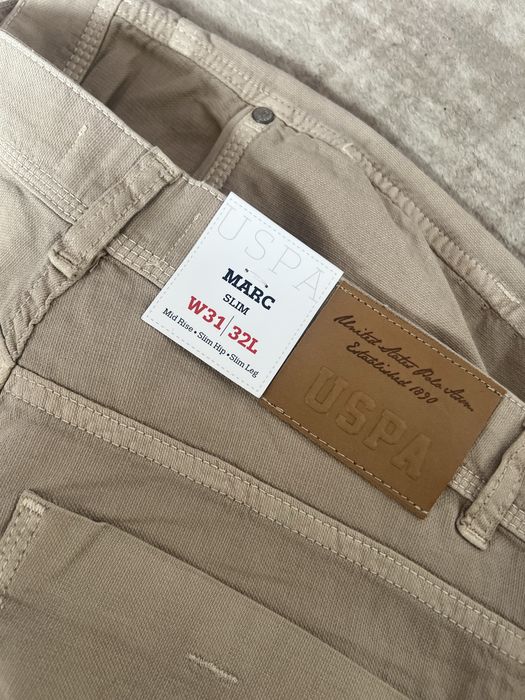 USPA
MARC
SLIM
W31 32L
Mid Rise • Slim Hip • Slim Leg
United States Polo Assn.
Established 1890
USPA